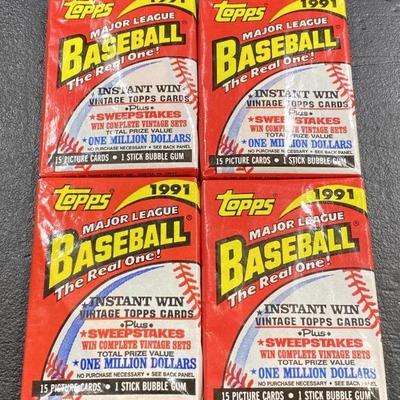 Topps 1991
MAJOR LEAGUE
BASEBALL
The Real One!
INSTANT WIN
VINTAGE TOPPS CARDS
Plus
★SWEEPSTAKES
WIN COMPLETE VINTAGE SETS
TOTAL PRIZE VALUE
★ONE MILLION DOLLARS
NO PURCHASE NECESSARY • SEE BACK PANEL
15 PICTURE CARDS • 1 STICK BUBBLE GUM
Topps 1991
MAJOR LEAGUE
BASEBALL
The Real One!
INSTANT WIN
VINTAGE TOPPS CARDS
Plus
★SWEEPSTAKES
WIN COMPLETE VINTAGE SETS
TOTAL PRIZE VALUE
★ONE MILLION DOLLARS
NO PURCHASE NECESSARY • SEE BACK PANEL
15 PICTURE CARDS • 1 STICK BUBBLE GUM
Topps 1991
MAJOR LEAGUE
BASEBALL
The Real One!
INSTANT WIN
VINTAGE TOPPS CARDS
Plus
★SWEEPSTAKES
WIN COMPLETE VINTAGE SETS
TOTAL PRIZE VALUE
★ONE MILLION DOLLARS
NO PURCHASE NECESSARY • SEE BACK PANEL
15 PICTURE CARDS • 1 STICK BUBBLE GUM
Topps 1991
MAJOR LEAGUE
BASEBALL
The Real One!
INSTANT WIN
VINTAGE TOPPS CARDS
Plus
★SWEEPSTAKES
WIN COMPLETE VINTAGE SETS
TOTAL PRIZE VALUE
★ONE MILLION DOLLARS
NO PURCHASE NECESSARY • SEE BACK PANEL
15 PICTURE CARDS • 1 STICK BUBBLE GUM